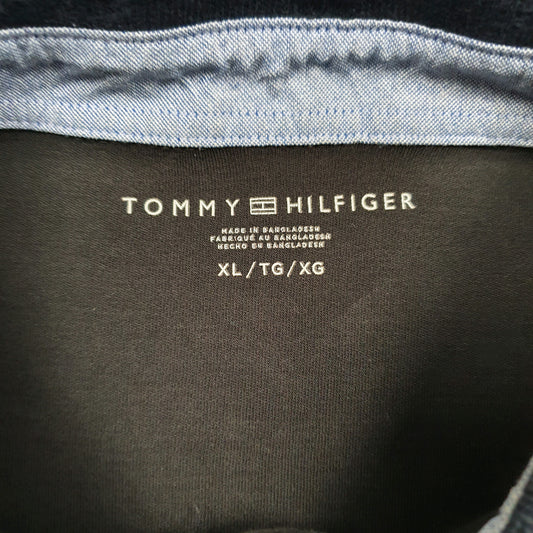 TOMMY HILFIGER
MADE IN BANGLADESH
FABRIQUÉ AU BANGLADESH
HECHO EN BANGLADESH
XL/TG/XG